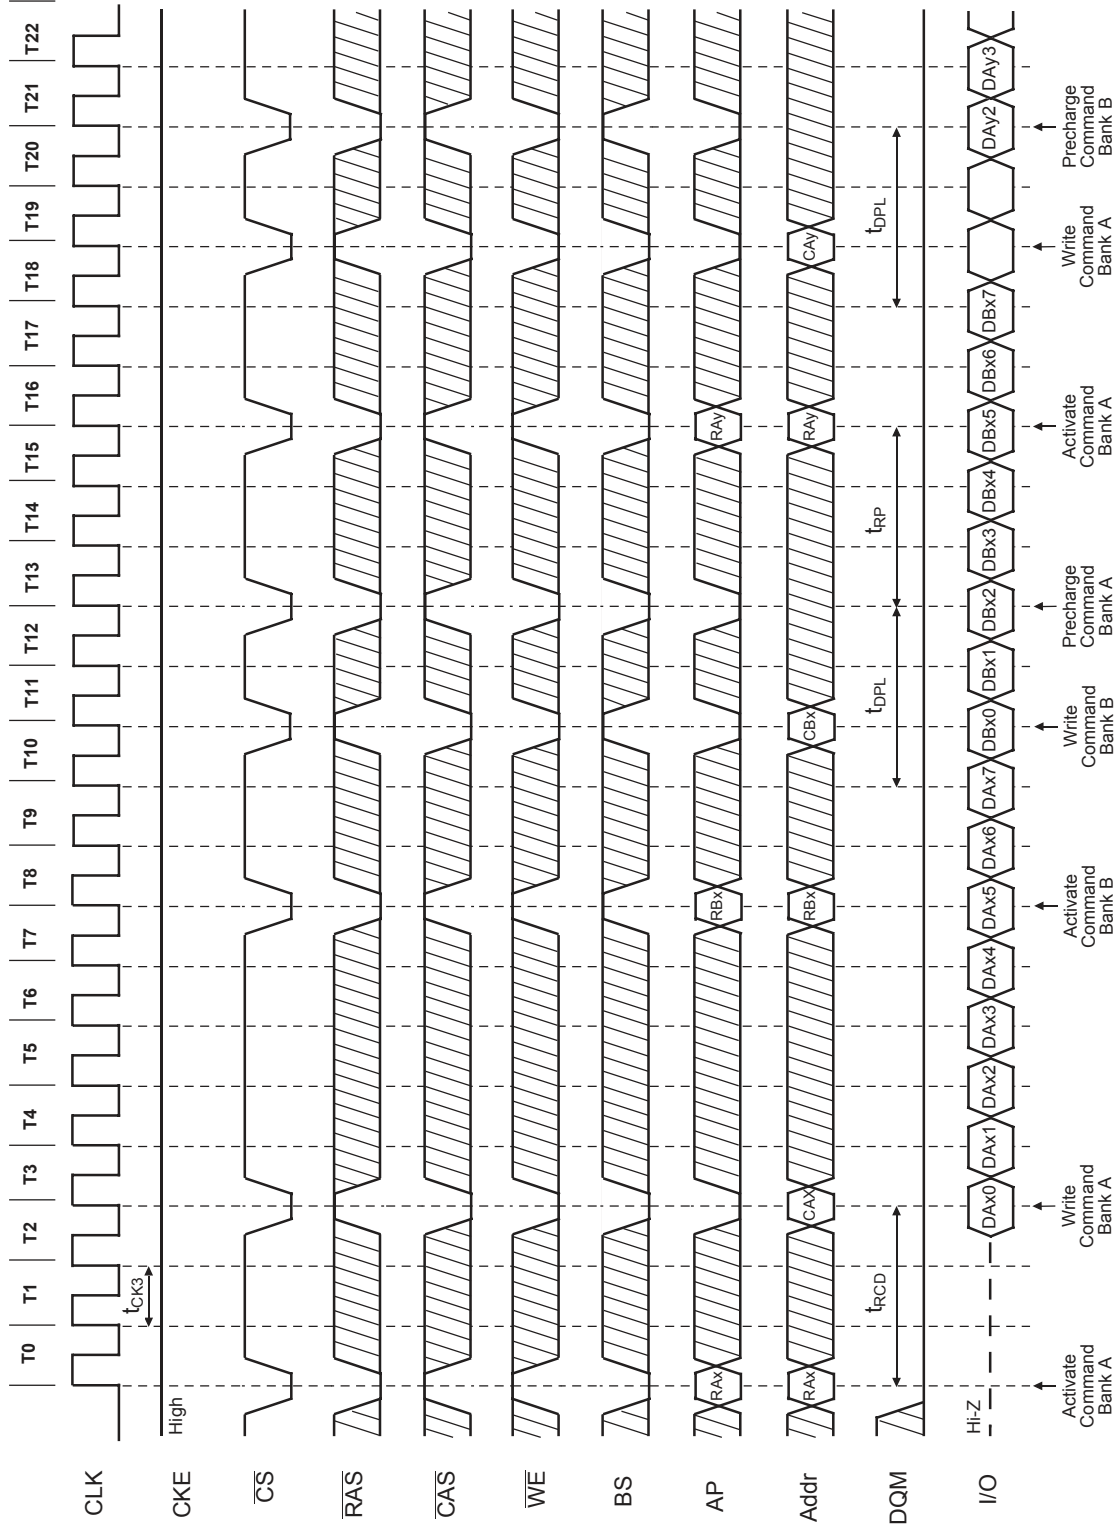 T0 T1 T2 T3 T4 T5 T6 T7 T8 T9 T10 T11 T12 T13 T14 T15 T16 T17 T18 T19 T20 T21 T22
CLK
tCK3
CKE
High
CS
RAS
CAS
WE
BS
AP
RAx RBx RAy
Addr
RAx CAX RBx CBx RAy CAy
DQM
tRCD tDPL tRP tDPL
I/O
Hi-Z
DAx0 DAx1 DAx2 DAx3 DAx4 DAx5 DAx6 DAx7 DBx0 DBx1 DBx2 DBx3 DBx4 DBx5 DBx6 DBx7 DAy2 DAy3
Activate
Command
Bank A
Write
Command
Bank A
Activate
Command
Bank B
Write
Command
Bank B
Precharge
Command
Bank A
Activate
Command
Bank A
Write
Command
Bank A
Precharge
Command
Bank B